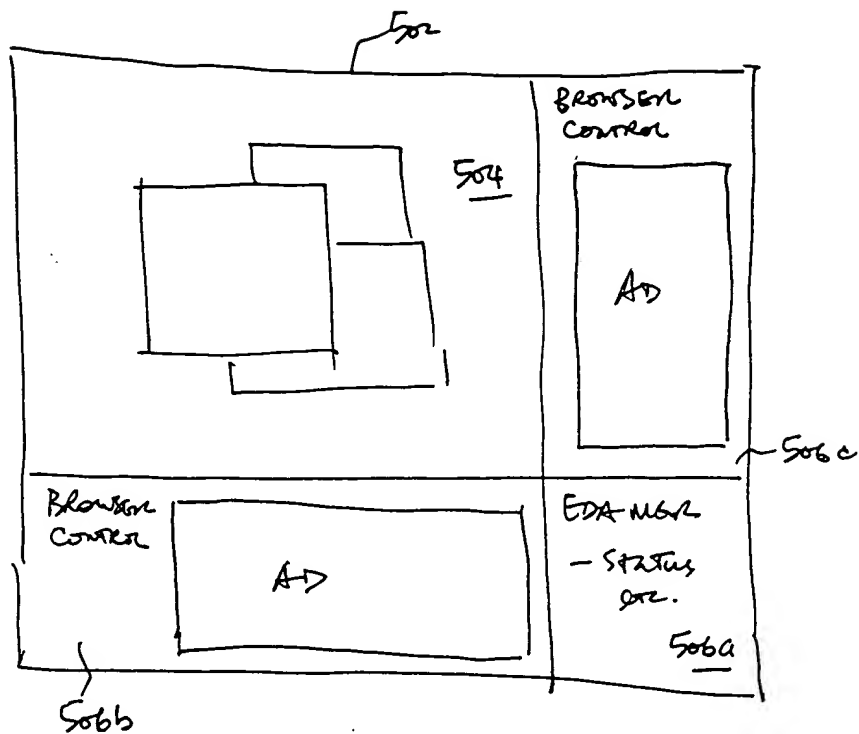 502
BROWSER
CONTROL
504
AD
506c
BROWSER
CONTROL
AD
EDA MGR
- STATUS
etc.
506a
506b